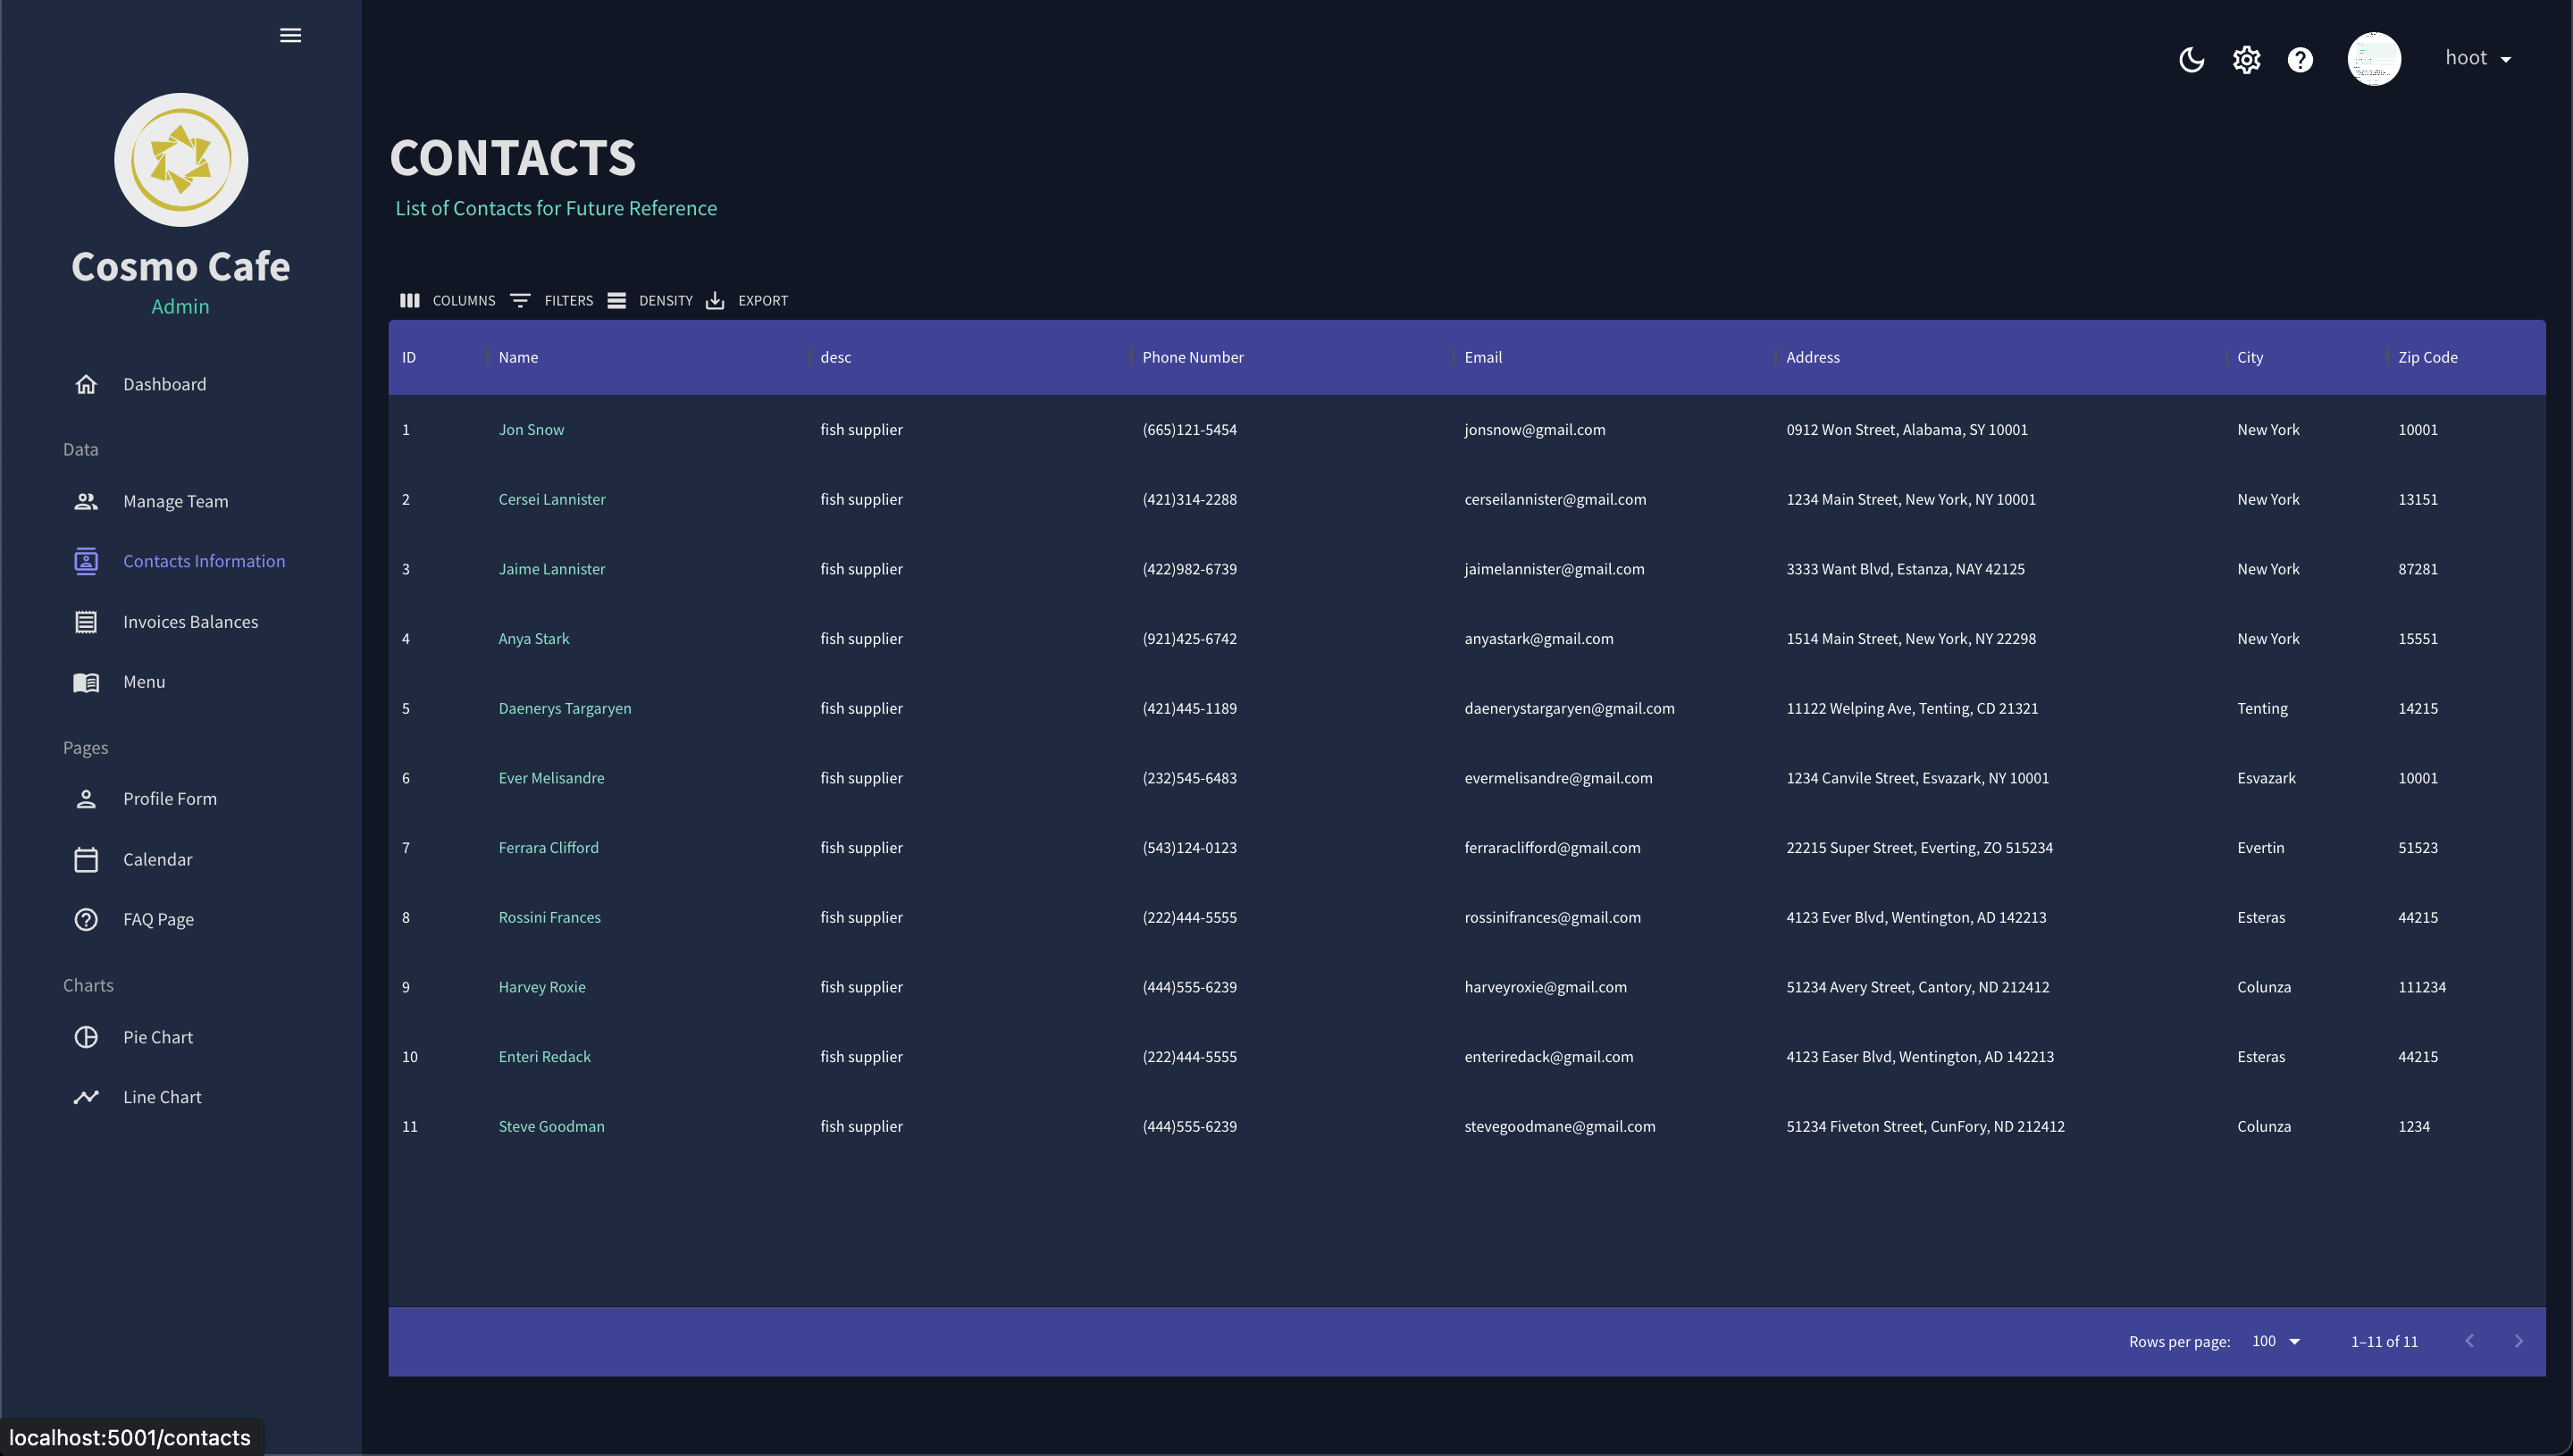 hoot
Cosmo Cafe
Admin
Dashboard
Data
Manage Team
Contacts Information
Invoices Balances
Menu
Pages
Profile Form
Calendar
FAQ Page
Charts
Pie Chart
Line Chart
CONTACTS
List of Contacts for Future Reference
COLUMNS FILTERS DENSITY EXPORT
ID Name desc Phone Number Email Address City Zip Code
1 Jon Snow fish supplier (665)121-5454 jonsnow@gmail.com 0912 Won Street, Alabama, SY 10001 New York 10001
2 Cersei Lannister fish supplier (421)314-2288 cerseilannister@gmail.com 1234 Main Street, New York, NY 10001 New York 13151
3 Jaime Lannister fish supplier (422)982-6739 jaimelannister@gmail.com 3333 Want Blvd, Estanza, NAY 42125 New York 87281
4 Anya Stark fish supplier (921)425-6742 anyastark@gmail.com 1514 Main Street, New York, NY 22298 New York 15551
5 Daenerys Targaryen fish supplier (421)445-1189 daenerystargaryen@gmail.com 11122 Welping Ave, Tenting, CD 21321 Tenting 14215
6 Ever Melisandre fish supplier (232)545-6483 evermelisandre@gmail.com 1234 Canvile Street, Esvazark, NY 10001 Esvazark 10001
7 Ferrara Clifford fish supplier (543)124-0123 ferraraclifford@gmail.com 22215 Super Street, Everting, ZO 515234 Evertin 51523
8 Rossini Frances fish supplier (222)444-5555 rossinifrances@gmail.com 4123 Ever Blvd, Wentington, AD 142213 Esteras 44215
9 Harvey Roxie fish supplier (444)555-6239 harveyroxie@gmail.com 51234 Avery Street, Cantory, ND 212412 Colunza 111234
10 Enteri Redack fish supplier (222)444-5555 enteriredack@gmail.com 4123 Easer Blvd, Wentington, AD 142213 Esteras 44215
11 Steve Goodman fish supplier (444)555-6239 stevegoodmane@gmail.com 51234 Fiveton Street, CunFory, ND 212412 Colunza 1234
Rows per page: 100 1–11 of 11
localhost:5001/contacts